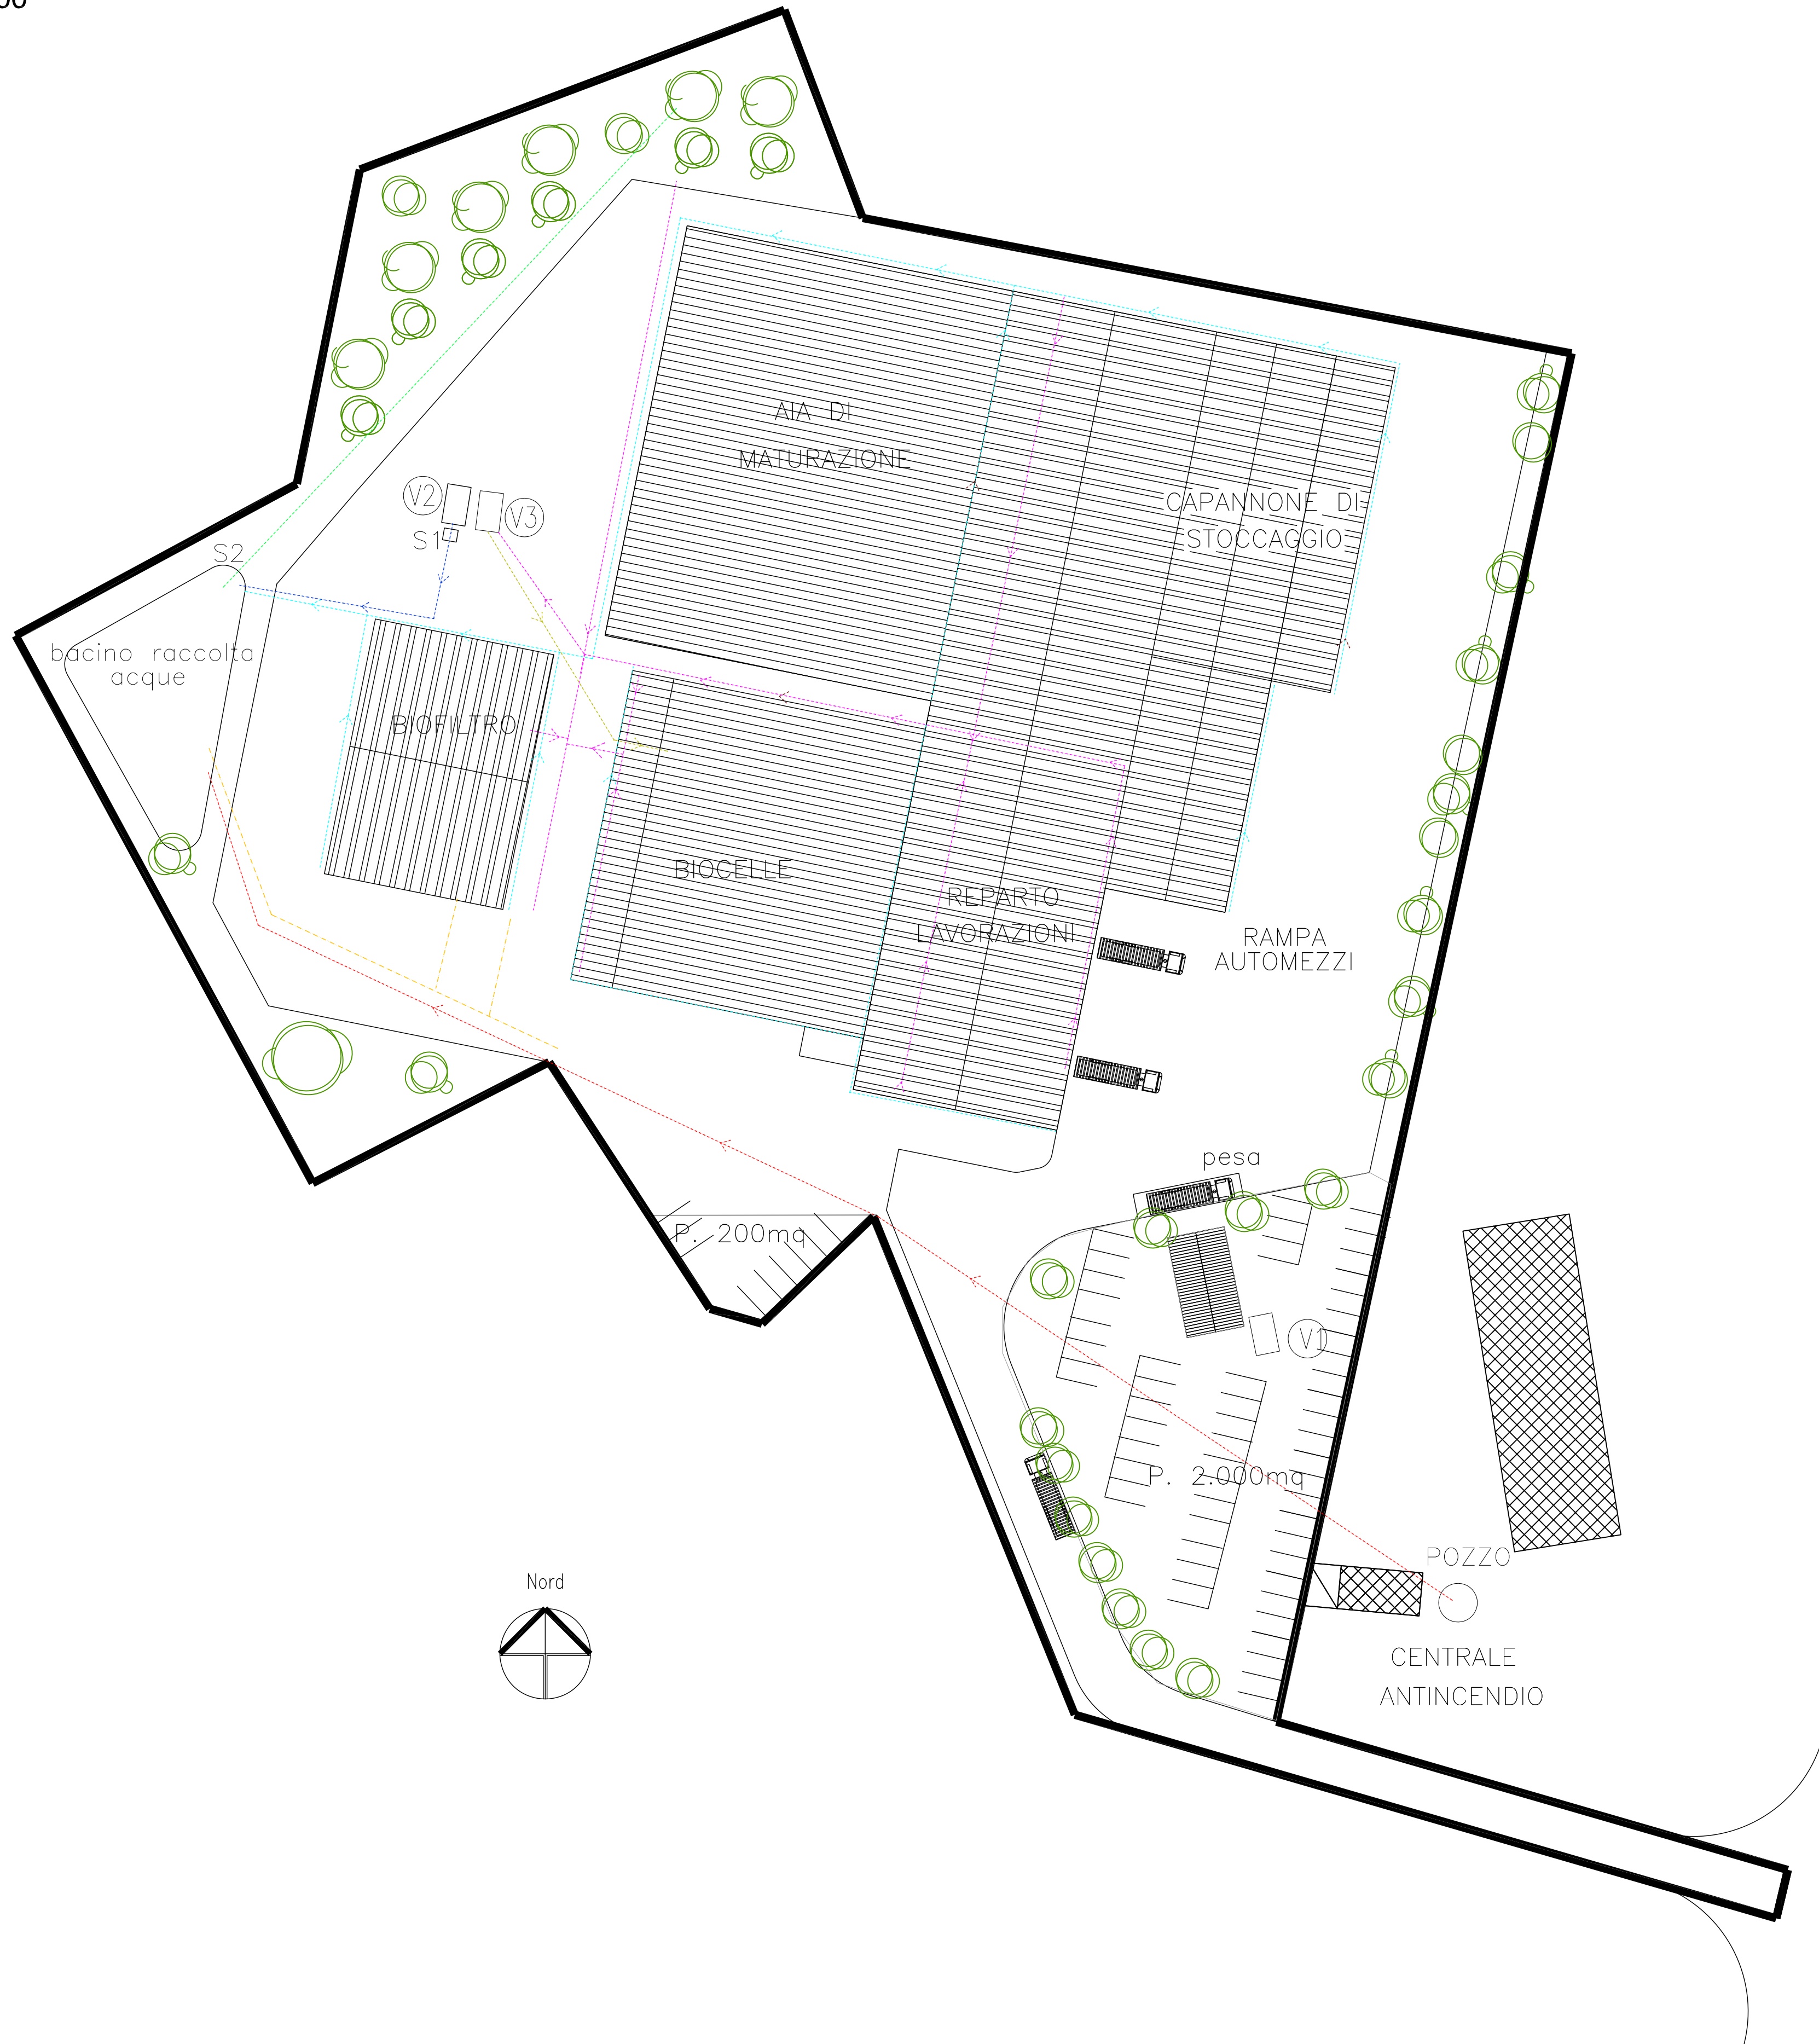 AIA DI
MATURAZIONE
CAPANNONE DI
STOCCAGGIO
V2
V3
S1
S2
bacino raccolta
acque
BIOFILTRO
BIOCELLE
REPARTO
LAVORAZIONI
RAMPA
AUTOMEZZI
pesa
P. 200mq
V1
P. 2.000mq
POZZO
Nord
CENTRALE
ANTINCENDIO